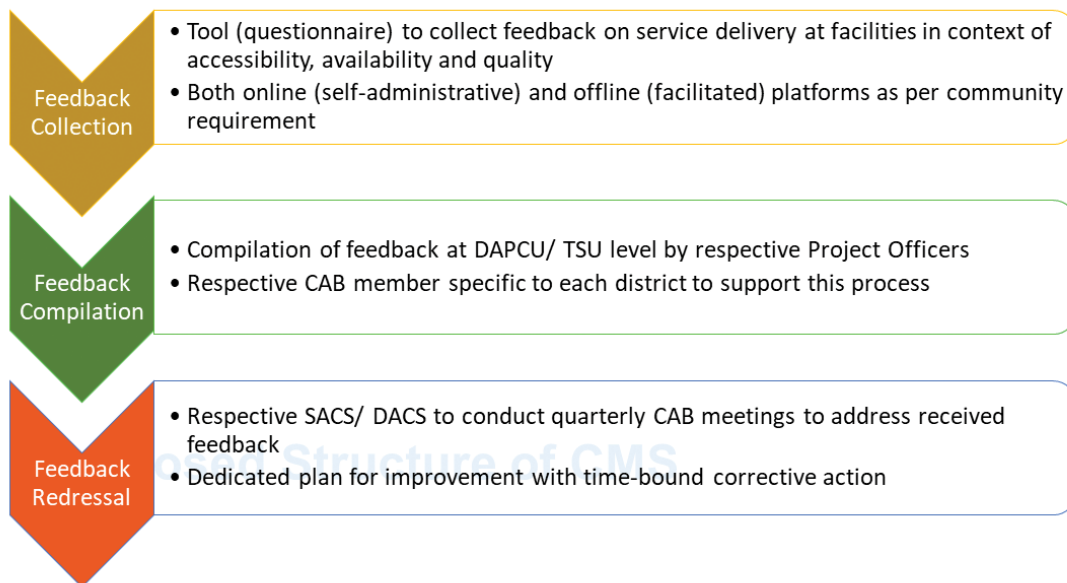 Feedback
Collection
• Tool (questionnaire) to collect feedback on service delivery at facilities in context of
accessibility, availability and quality
• Both online (self-administrative) and offline (facilitated) platforms as per community
requirement
Feedback
Compilation
• Compilation of feedback at DAPCU/ TSU level by respective Project Officers
• Respective CAB member specific to each district to support this process
Feedback
Redressal
• Respective SACS/ DACS to conduct quarterly CAB meetings to address received
feedback
osed Structure of CMS
• Dedicated plan for improvement with time-bound corrective action